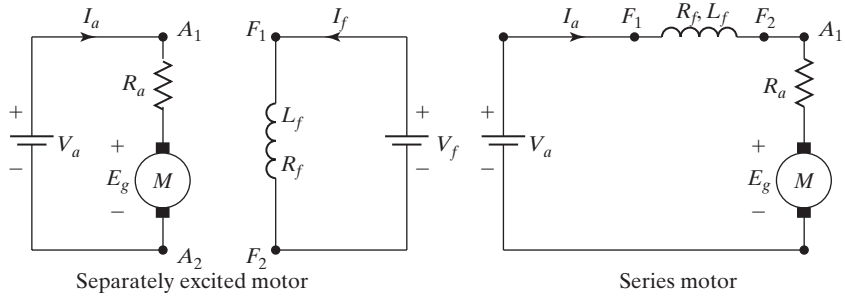 I_a A_1 F_1 I_f I_a F_1 R_f, L_f F_2 A_1
R_a R_a
+ + L_f + + +
V_a E_g M R_f V_f V_a E_g M
− − − − −
A_2 F_2
Separately excited motor Series motor